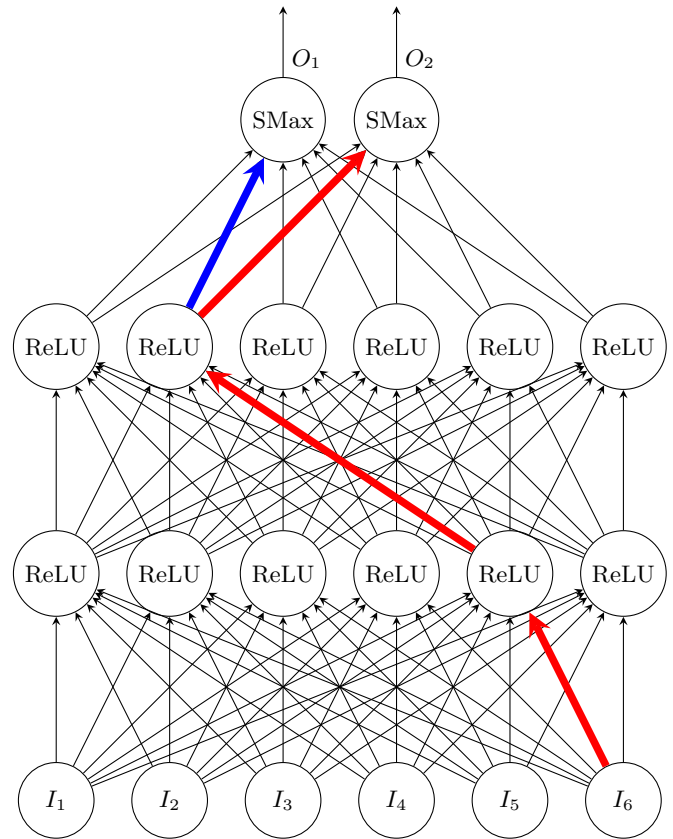 O₁ O₂
SMax SMax
ReLU ReLU ReLU ReLU ReLU ReLU
ReLU ReLU ReLU ReLU ReLU ReLU
I₁ I₂ I₃ I₄ I₅ I₆